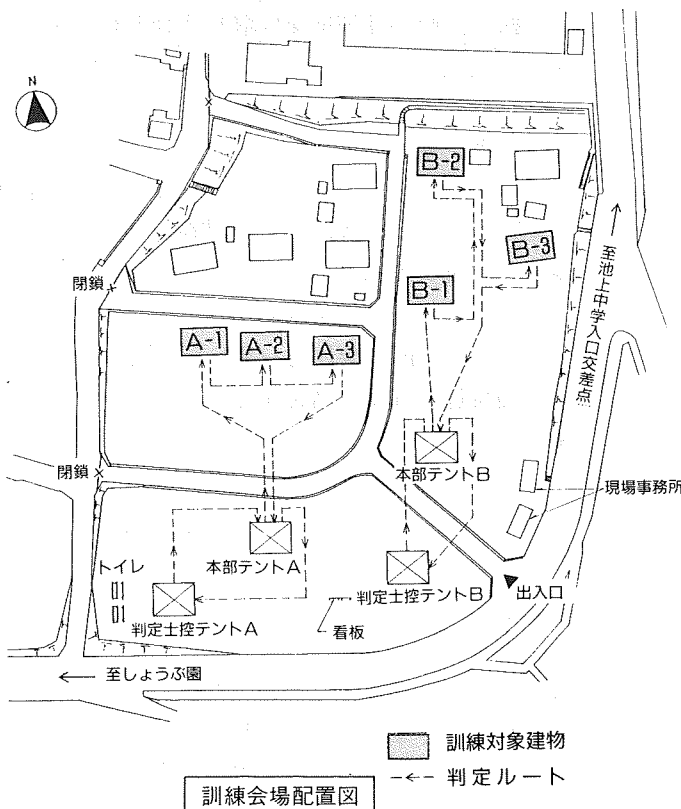 N
B-2
B-3
B-1
閉鎖
至池上中学入口交差点
A-1
A-2
A-3
閉鎖
本部テントB
現場事務所
本部テントA
トイレ
判定士控テントA
判定士控テントB
出入口
看板
至しょうぶ園
訓練対象建物
判定ルート
訓練会場配置図